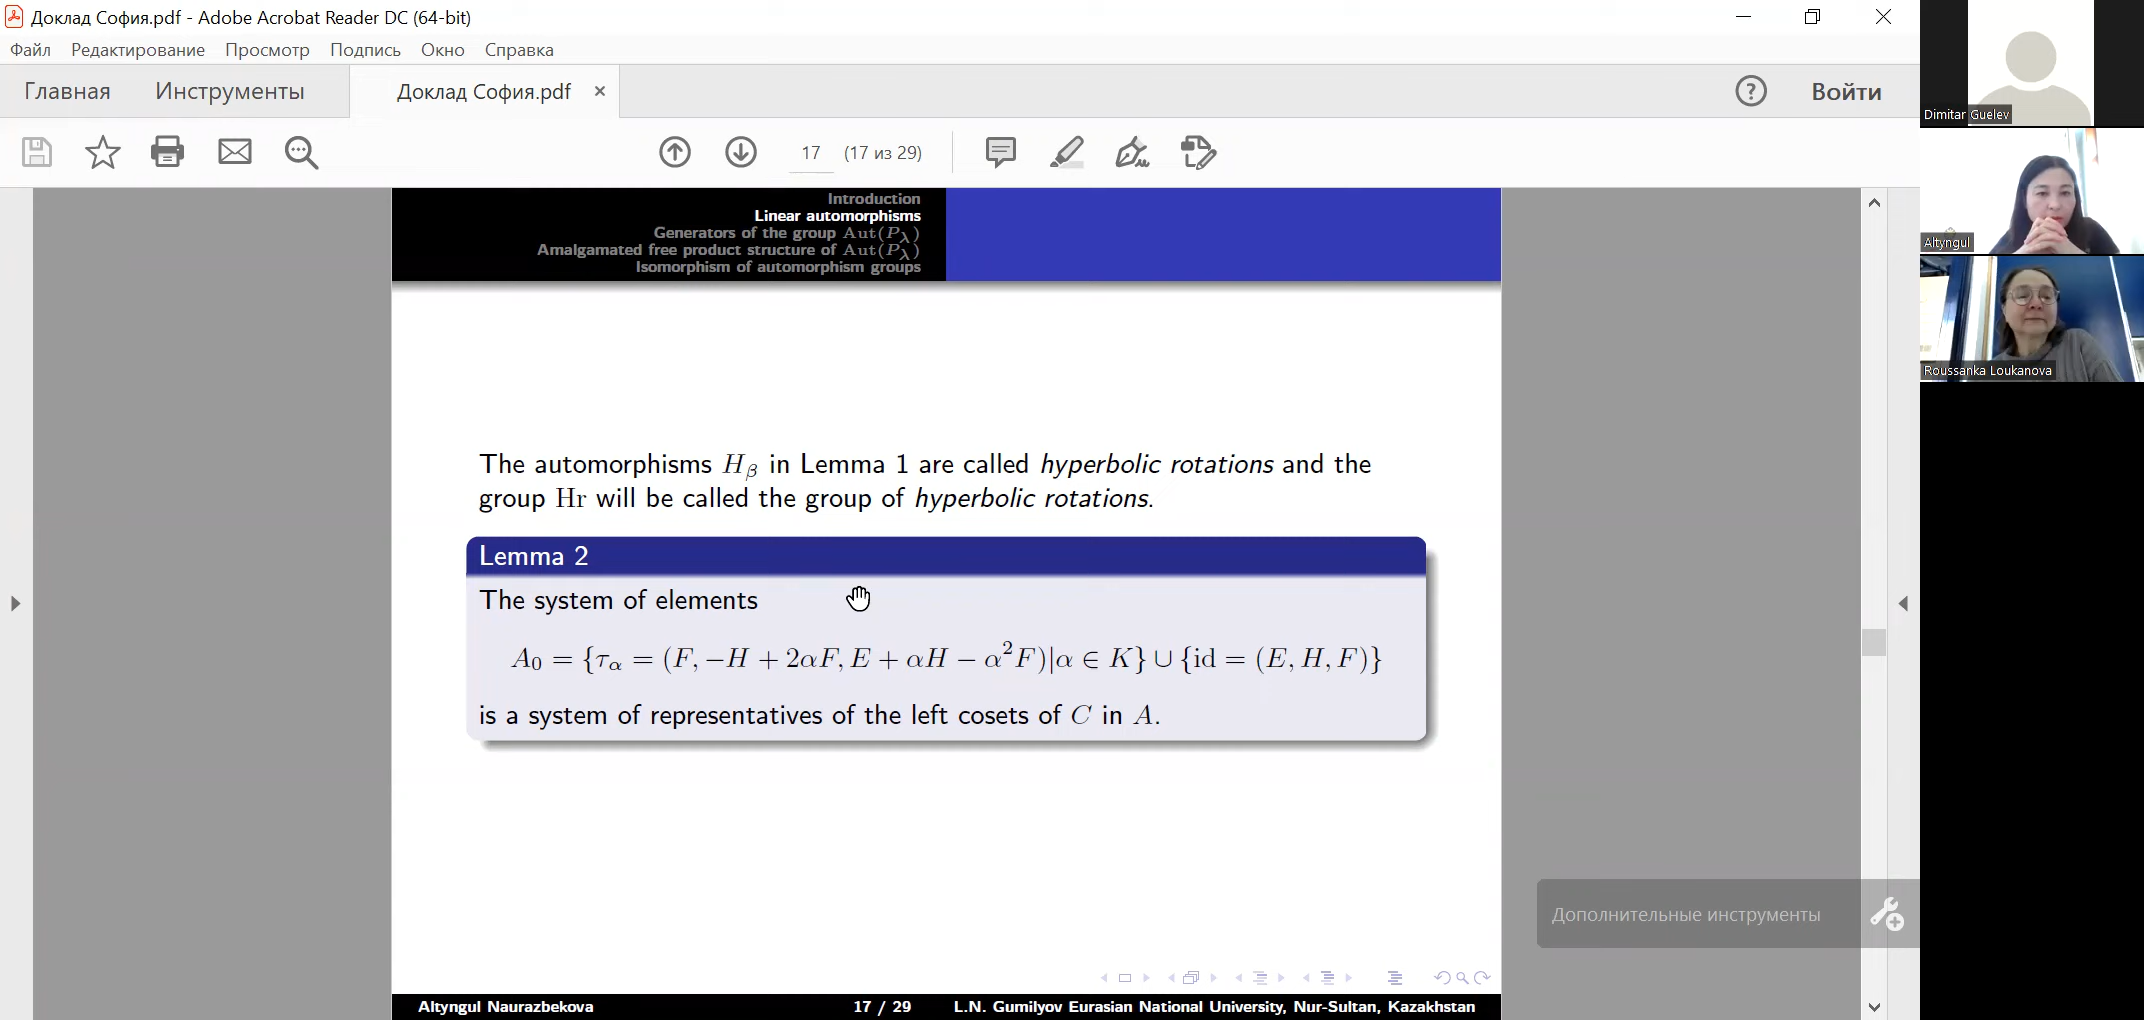 Доклад София.pdf - Adobe Acrobat Reader DC (64-bit)
Файл Редактирование Просмотр Подпись Окно Справка
Главная Инструменты Доклад София.pdf × ? Войти
17 (17 из 29)
Introduction
Linear automorphisms
Generators of the group Aut(P_λ)
Amalgamated free product structure of Aut(P_λ)
Isomorphism of automorphism groups
The automorphisms H_β in Lemma 1 are called hyperbolic rotations and the
group Hr will be called the group of hyperbolic rotations.
Lemma 2
The system of elements
A₀ = {τ_α = (F, −H + 2αF, E + αH − α²F)|α ∈ K} ∪ {id = (E, H, F)}
is a system of representatives of the left cosets of C in A.
Дополнительные инструменты
Altyngul Naurazbekova 17 / 29 L.N. Gumilyov Eurasian National University, Nur-Sultan, Kazakhstan
Dimitar Guelev
Altyngul
Roussanka Loukanova